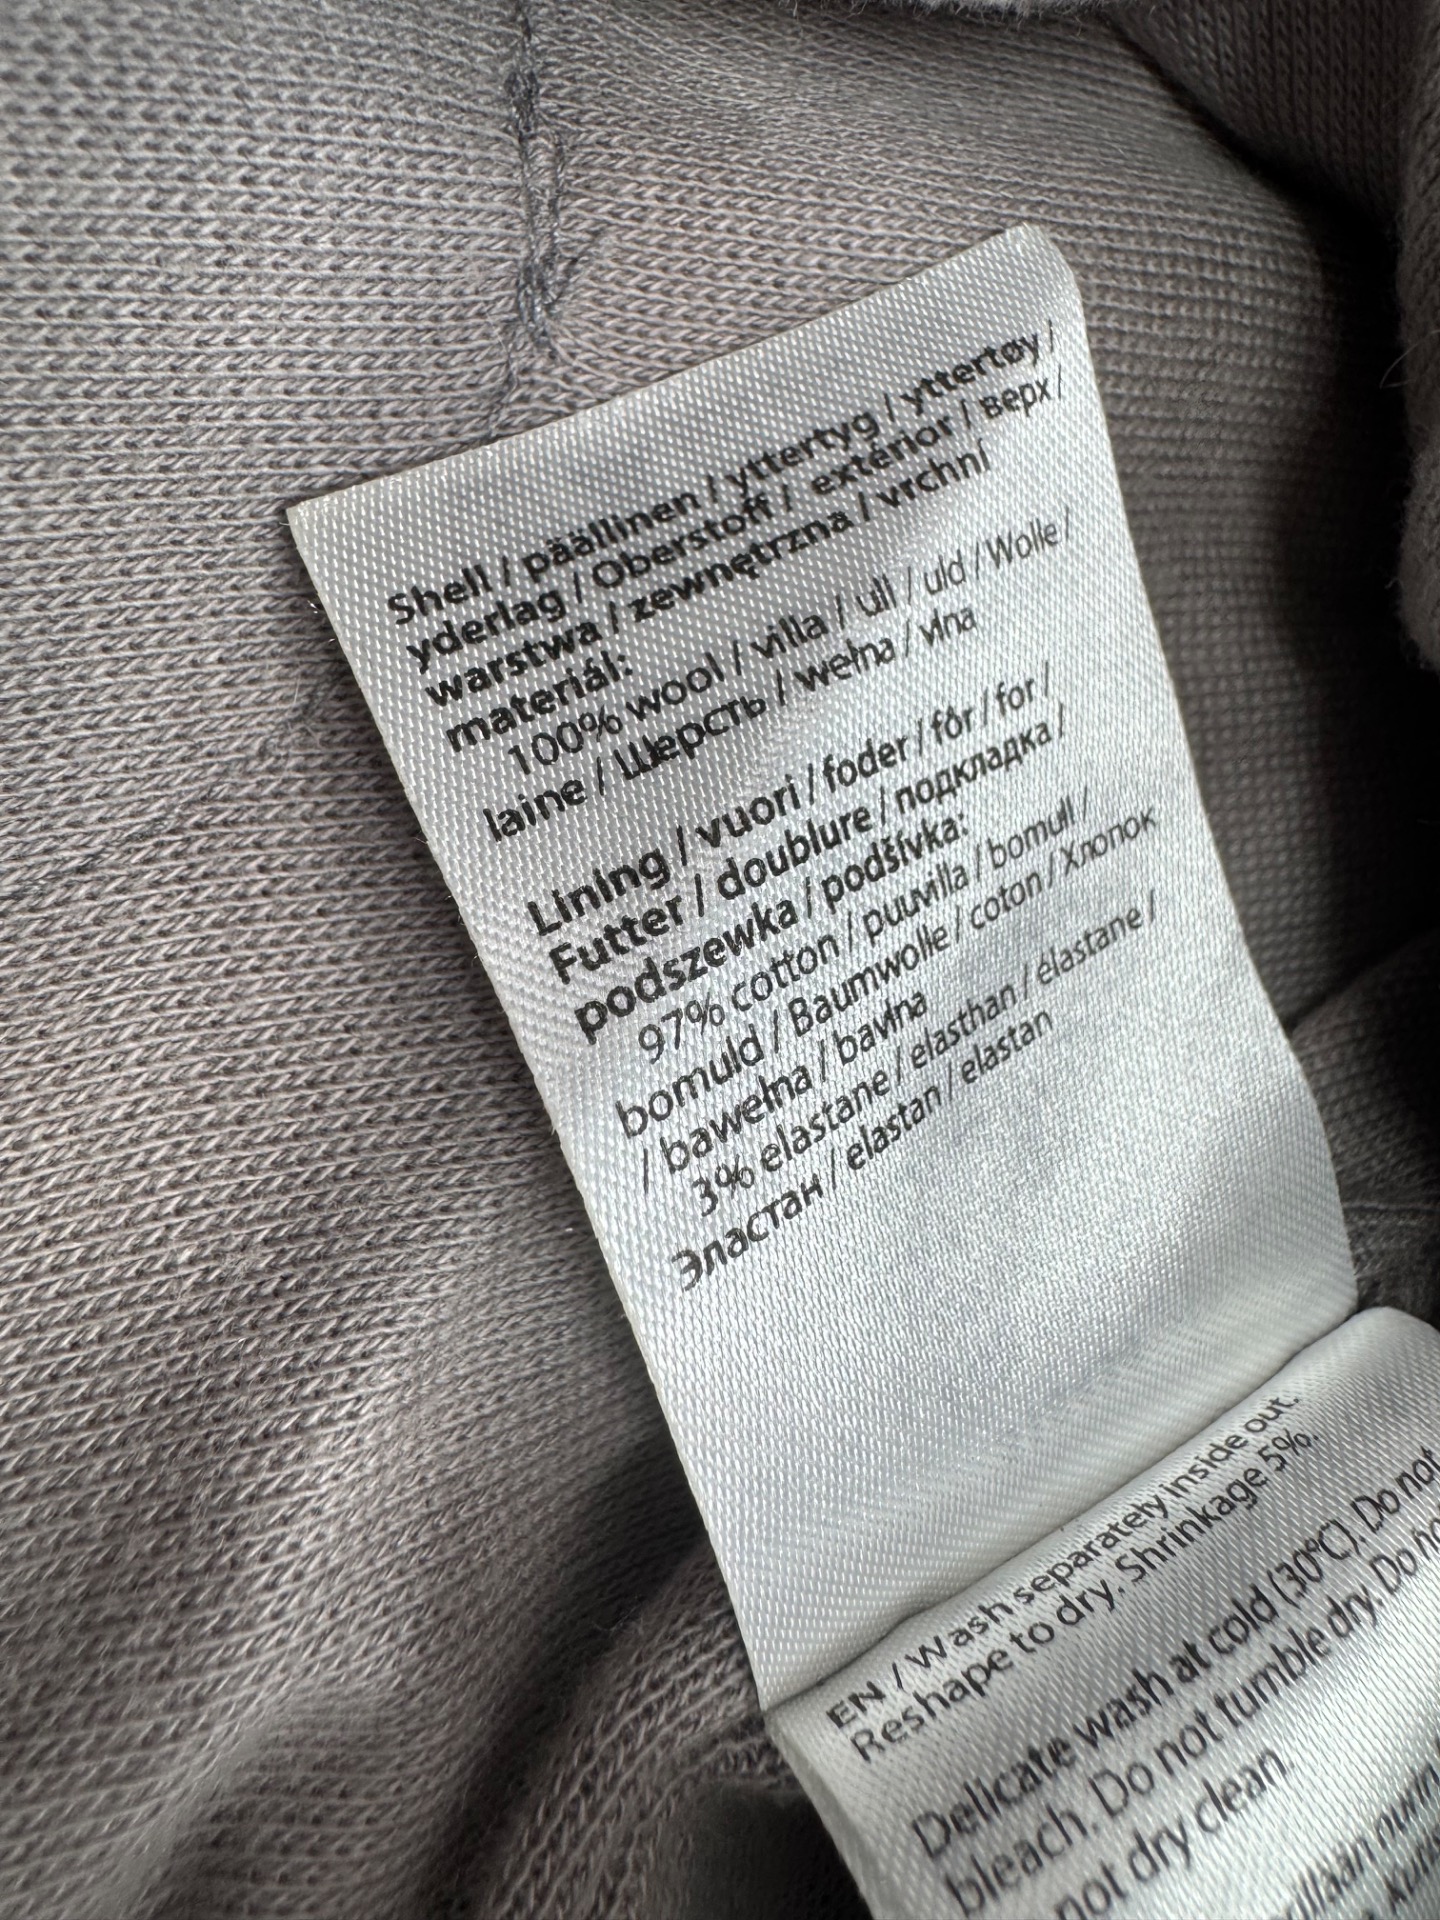 Shell / päällinen / yttertyg / yttertøy /
yderlag / Oberstoff / extérior / верх /
warstwa / zewnętrzna / vrchní
materiál:
100% wool / villa / ull / uld / Wolle /
laine / Шерсть / wełna / vlna
Lining / vuori / foder / fôr / for /
Futter / doublure / подкладка /
podszewka / podšívka:
97% cotton / puuvilla / bomull /
bomuld / Baumwolle / coton / Хлопок
/ bawełna / bavlna
3% elastane / elasthan / élastane /
Эластан / elastan / elastan
EN / Wash separately inside out.
Reshape to dry. Shrinkage 5%.
Delicate wash at cold (30°C). Do not
bleach. Do not tumble dry. Do
not dry clean.